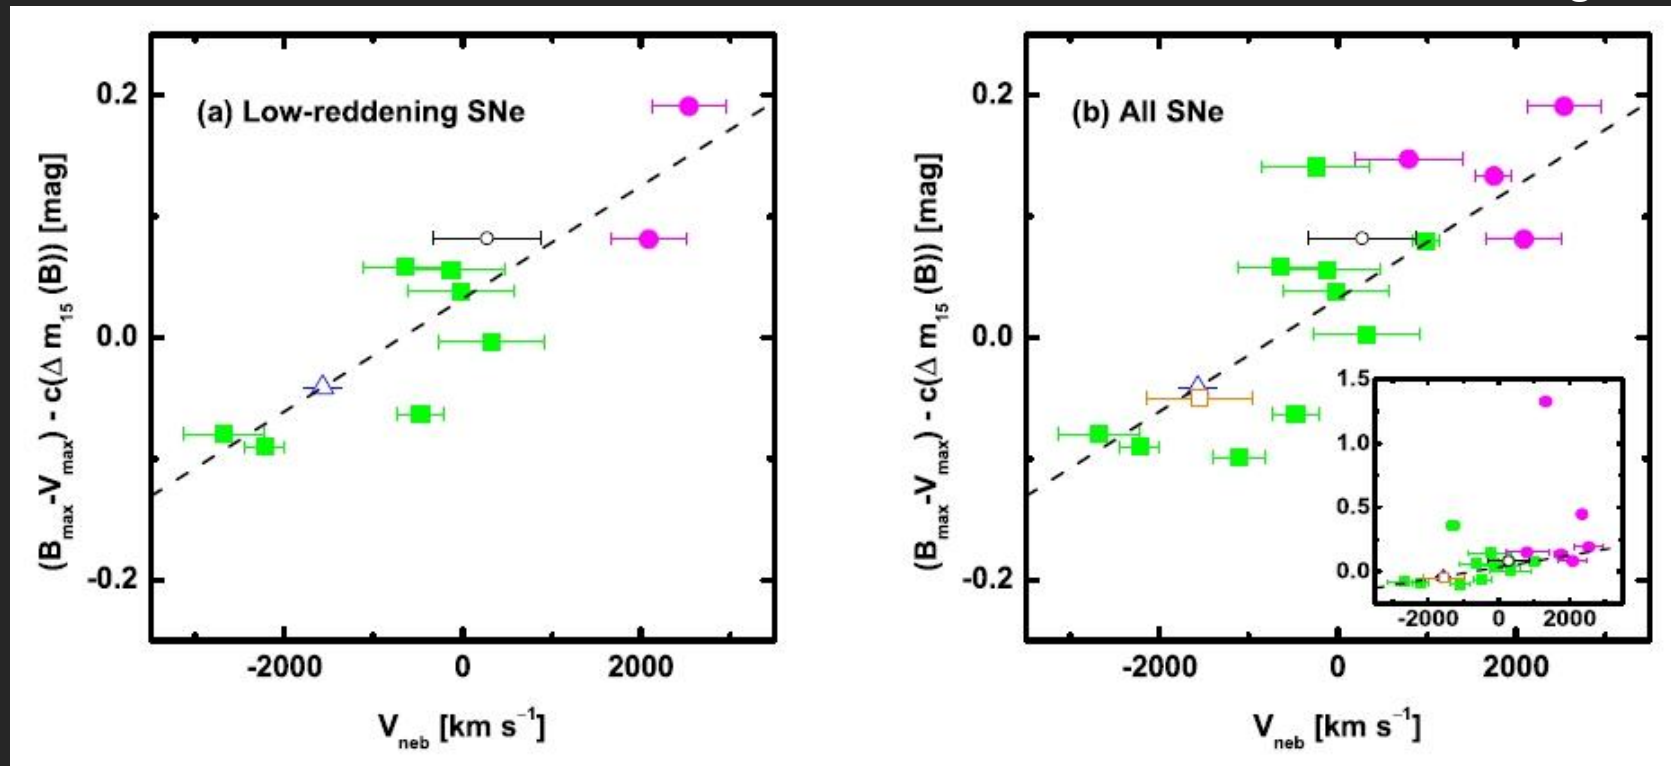 (a) Low-reddening SNe
0.2
0.0
-0.2
(B_max-V_max) - c(Δ m_15 (B)) [mag]
-2000 0 2000
V_neb [km s⁻¹]
(b) All SNe
0.2
0.0
-0.2
(B_max-V_max) - c(Δ m_15 (B)) [mag]
1.5
1.0
0.5
0.0
-2000 0 2000
-2000 0 2000
V_neb [km s⁻¹]